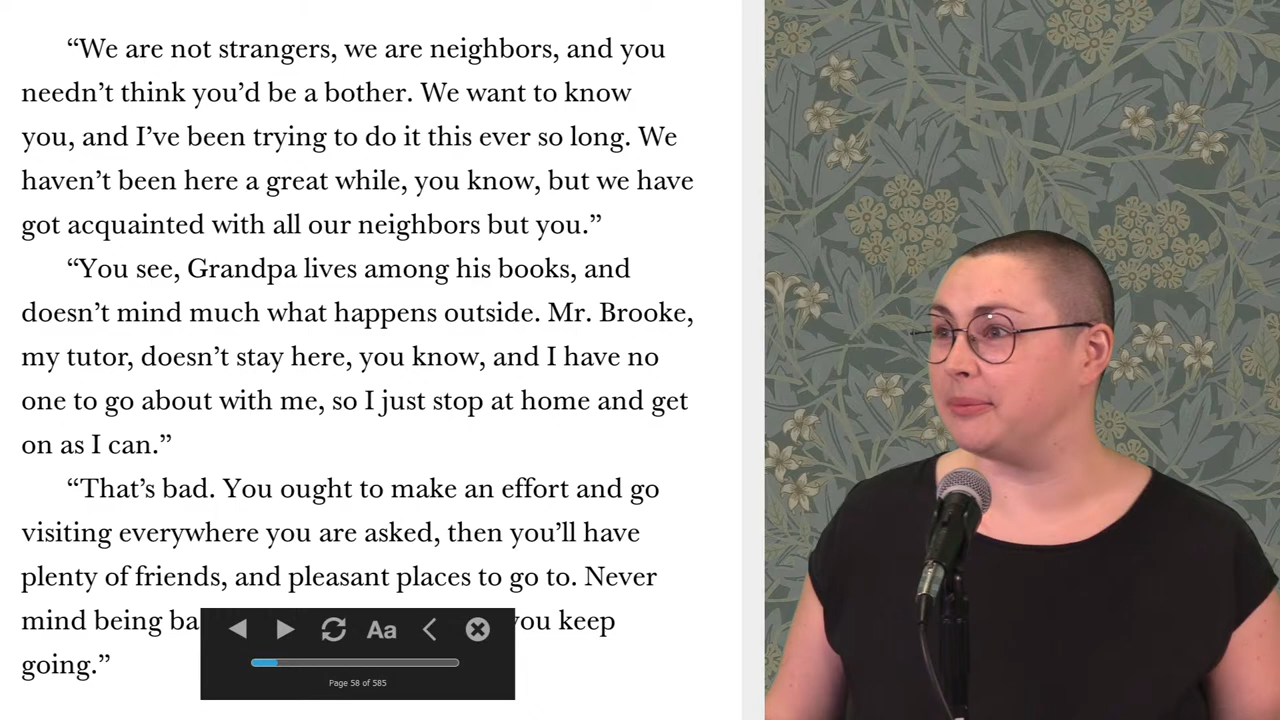 “We are not strangers, we are neighbors, and you
needn’t think you’d be a bother. We want to know
you, and I’ve been trying to do it this ever so long. We
haven’t been here a great while, you know, but we have
got acquainted with all our neighbors but you.”
“You see, Grandpa lives among his books, and
doesn’t mind much what happens outside. Mr. Brooke,
my tutor, doesn’t stay here, you know, and I have no
one to go about with me, so I just stop at home and get
on as I can.”
“That’s bad. You ought to make an effort and go
visiting everywhere you are asked, then you’ll have
plenty of friends, and pleasant places to go to. Never
mind being you keep
going.”
Aa
Page 58 of 585